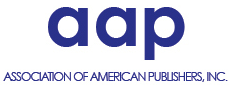 aap
ASSOCIATION OF AMERICAN PUBLISHERS, INC.